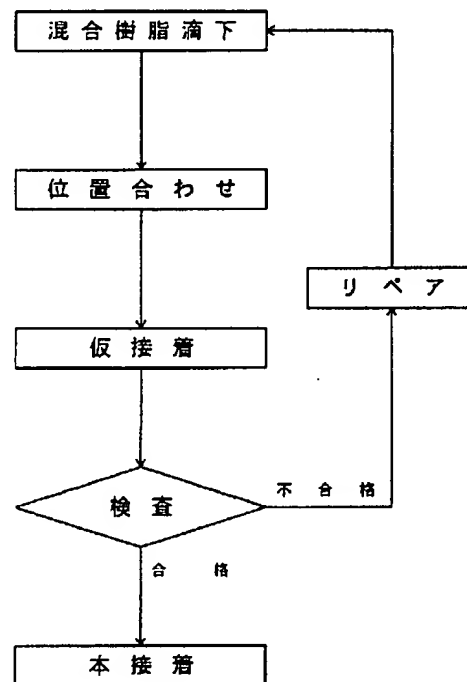 混合樹脂滴下
位置合わせ
リペア
仮接着
不合格
検査
合格
本接着